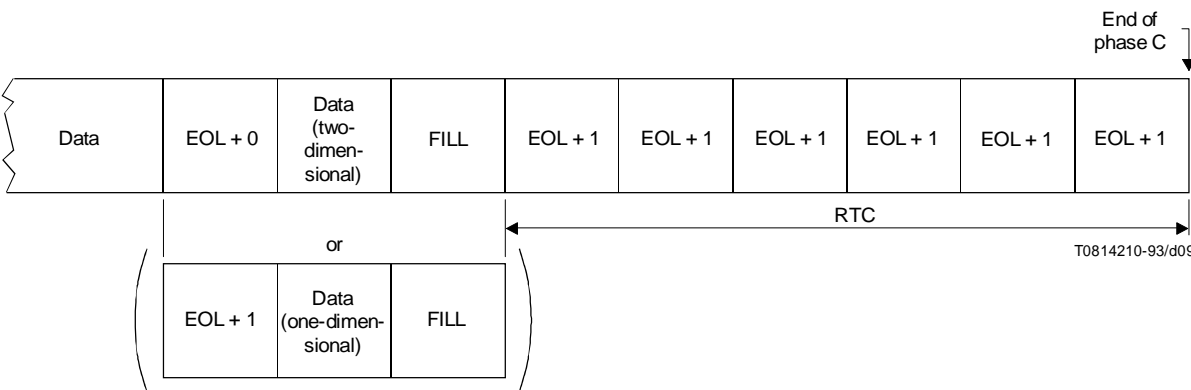 End of
phase C
Data
EOL + 0
Data
(two-
dimen-
sional)
FILL
EOL + 1
EOL + 1
EOL + 1
EOL + 1
EOL + 1
EOL + 1
RTC
T0814210-93/d09
or
EOL + 1
Data
(one-dimen-
sional)
FILL